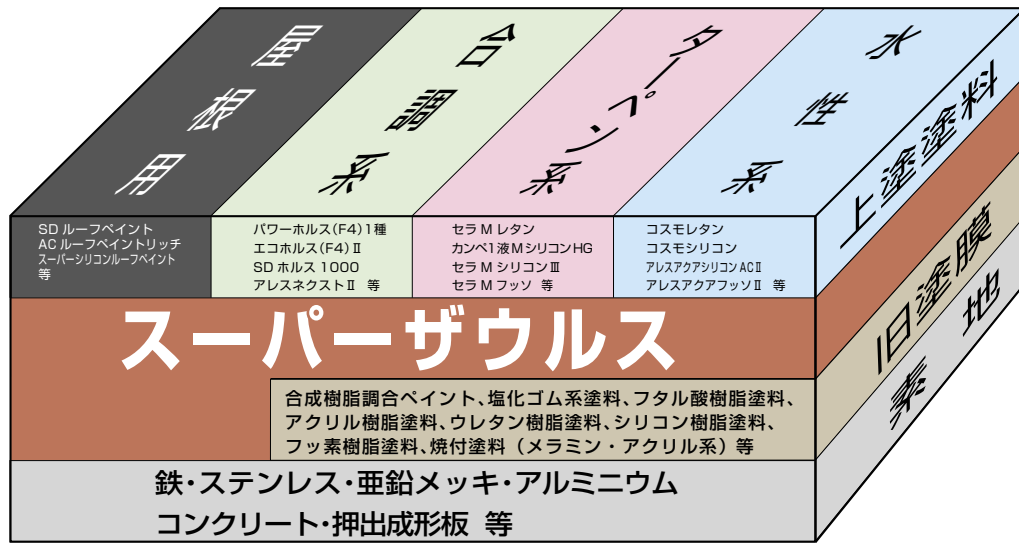 屋根用
合調系
ターペン系
水性系
上塗塗料
旧塗膜
素地
SDルーフペイント
ACルーフペイントリッチ
スーパーシリコンルーフペイント
等
パワーホルス(F4)1種
エコホルス(F4)Ⅱ
SDホルス1000
アレスネクストⅡ 等
セラMレタン
カンペ1液MシリコンHG
セラMシリコンⅢ
セラMフッソ 等
コスモレタン
コスモシリコン
アレスアクアシリコンACⅡ
アレスアクアフッソⅡ 等
スーパーザウルス
合成樹脂調合ペイント、塩化ゴム系塗料、フタル酸樹脂塗料、
アクリル樹脂塗料、ウレタン樹脂塗料、シリコン樹脂塗料、
フッ素樹脂塗料、焼付塗料（メラミン・アクリル系）等
鉄・ステンレス・亜鉛メッキ・アルミニウム
コンクリート・押出成形板 等